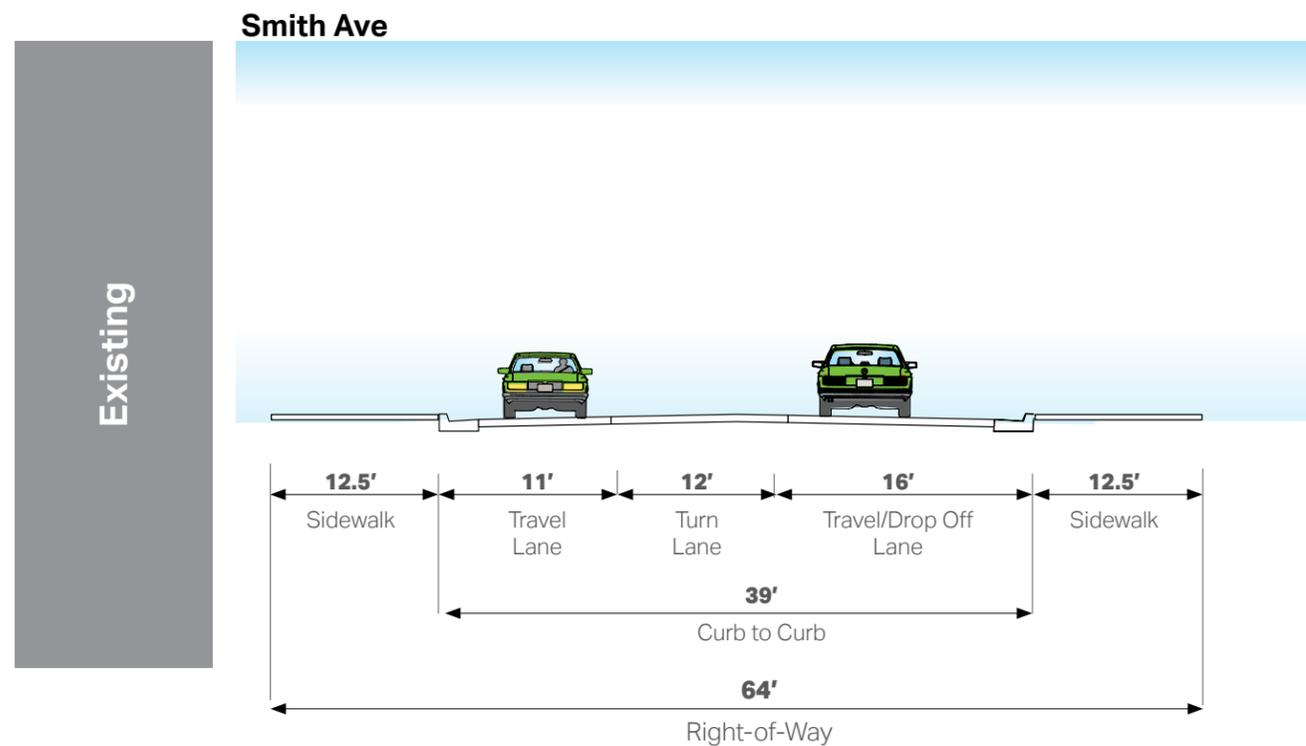 Smith Ave
Existing
12.5′ 11′ 12′ 16′ 12.5′
Sidewalk Travel Turn Travel/Drop Off Sidewalk
Lane Lane Lane
39′
Curb to Curb
64′
Right-of-Way